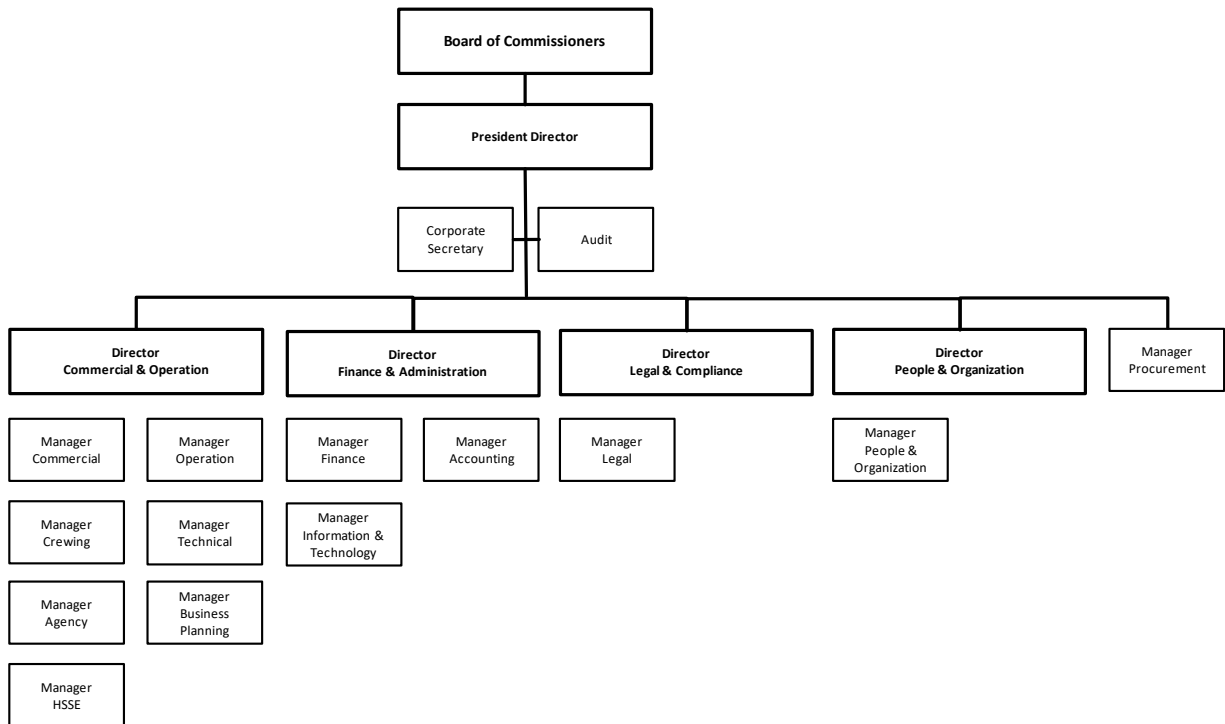 Board of Commissioners
President Director
Corporate
Secretary
Audit
Director
Commercial & Operation
Director
Finance & Administration
Director
Legal & Compliance
Director
People & Organization
Manager
Procurement
Manager
Commercial
Manager
Operation
Manager
Finance
Manager
Accounting
Manager
Legal
Manager
People &
Organization
Manager
Crewing
Manager
Technical
Manager
Information &
Technology
Manager
Agency
Manager
Business
Planning
Manager
HSSE